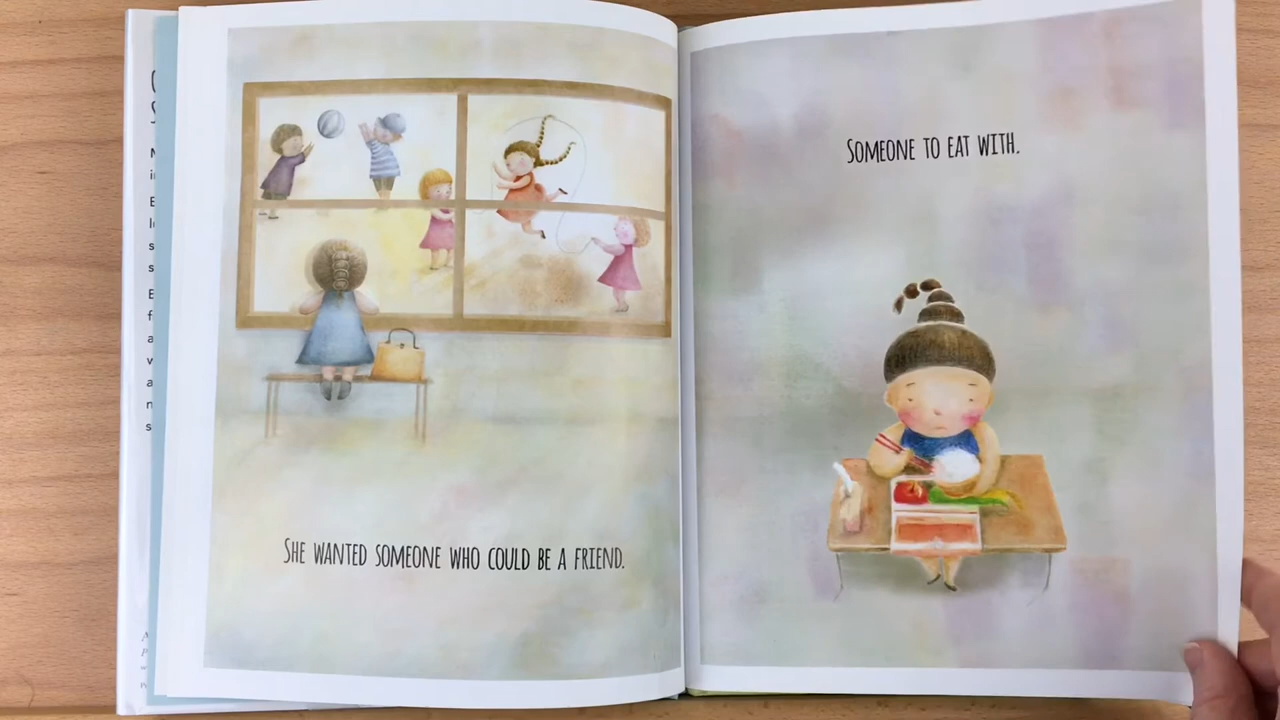 SHE WANTED SOMEONE WHO COULD BE A FRIEND.
SOMEONE TO EAT WITH.